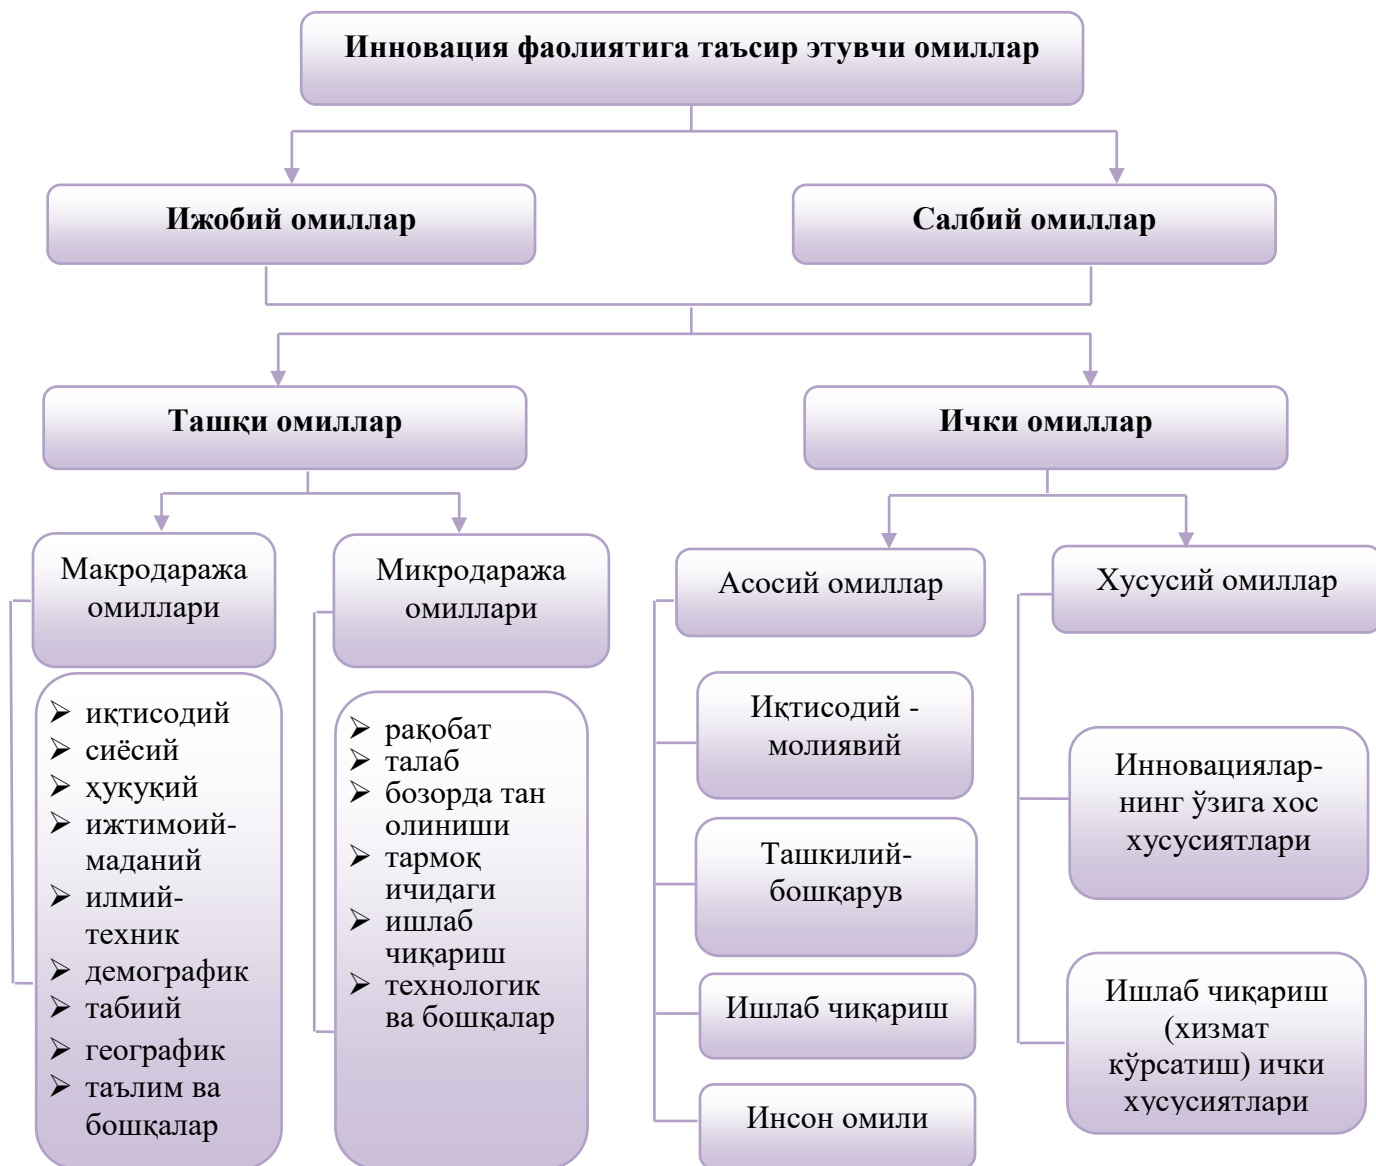 Инновация фаолиятига таъсир этувчи омиллар
Ижобий омиллар
Салбий омиллар
Ташқи омиллар
Ички омиллар
Макродаража
омиллари
Микродаража
омиллари
Асосий омиллар
Хусусий омиллар
иқтисодий
сиёсий
ҳуқуқий
ижтимоий-
маданий
илмий-
техник
демографик
табиий
географик
таълим ва
бошқалар
рақобат
талаб
бозорда тан
олиниши
тармоқ
ичидаги
ишлаб
чиқариш
технологик
ва бошқалар
Иқтисодий -
молиявий
Ташкилий-
бошқарув
Ишлаб чиқариш
Инсон омили
Инновациялар-
нинг ўзига хос
хусусиятлари
Ишлаб чиқариш
(хизмат
кўрсатиш) ички
хусусиятлари